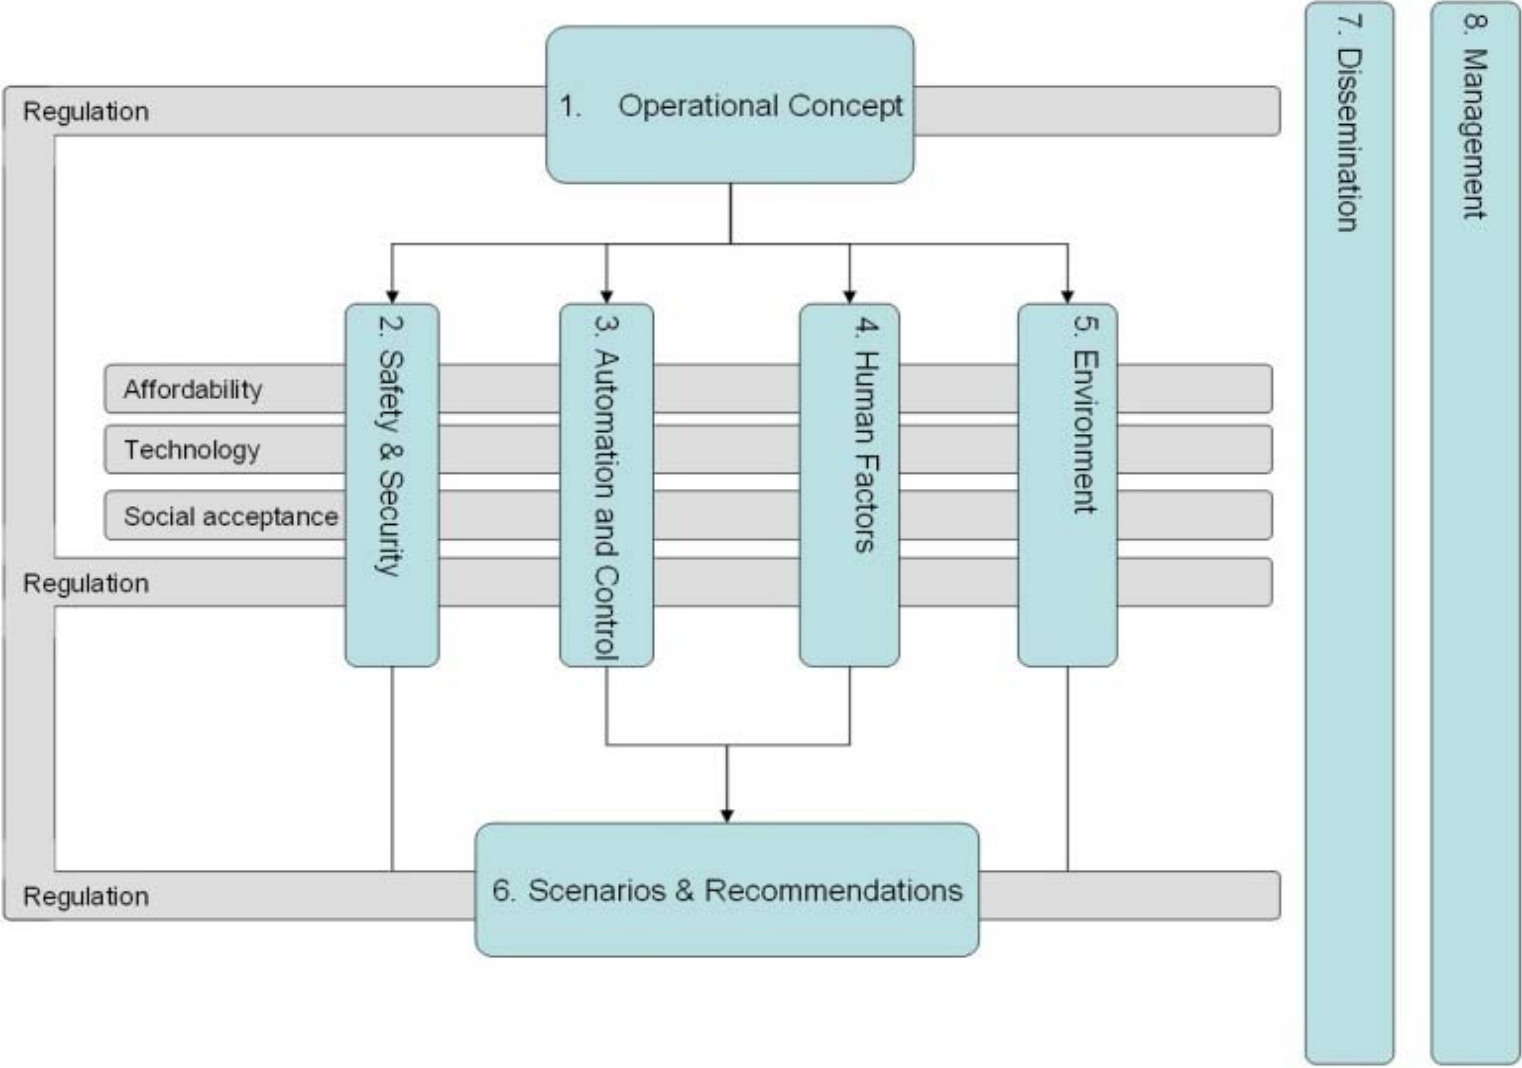 1. Operational Concept
Regulation
2. Safety & Security
3. Automation and Control
4. Human Factors
5. Environment
Affordability
Technology
Social acceptance
Regulation
6. Scenarios & Recommendations
Regulation
7. Dissemination
8. Management